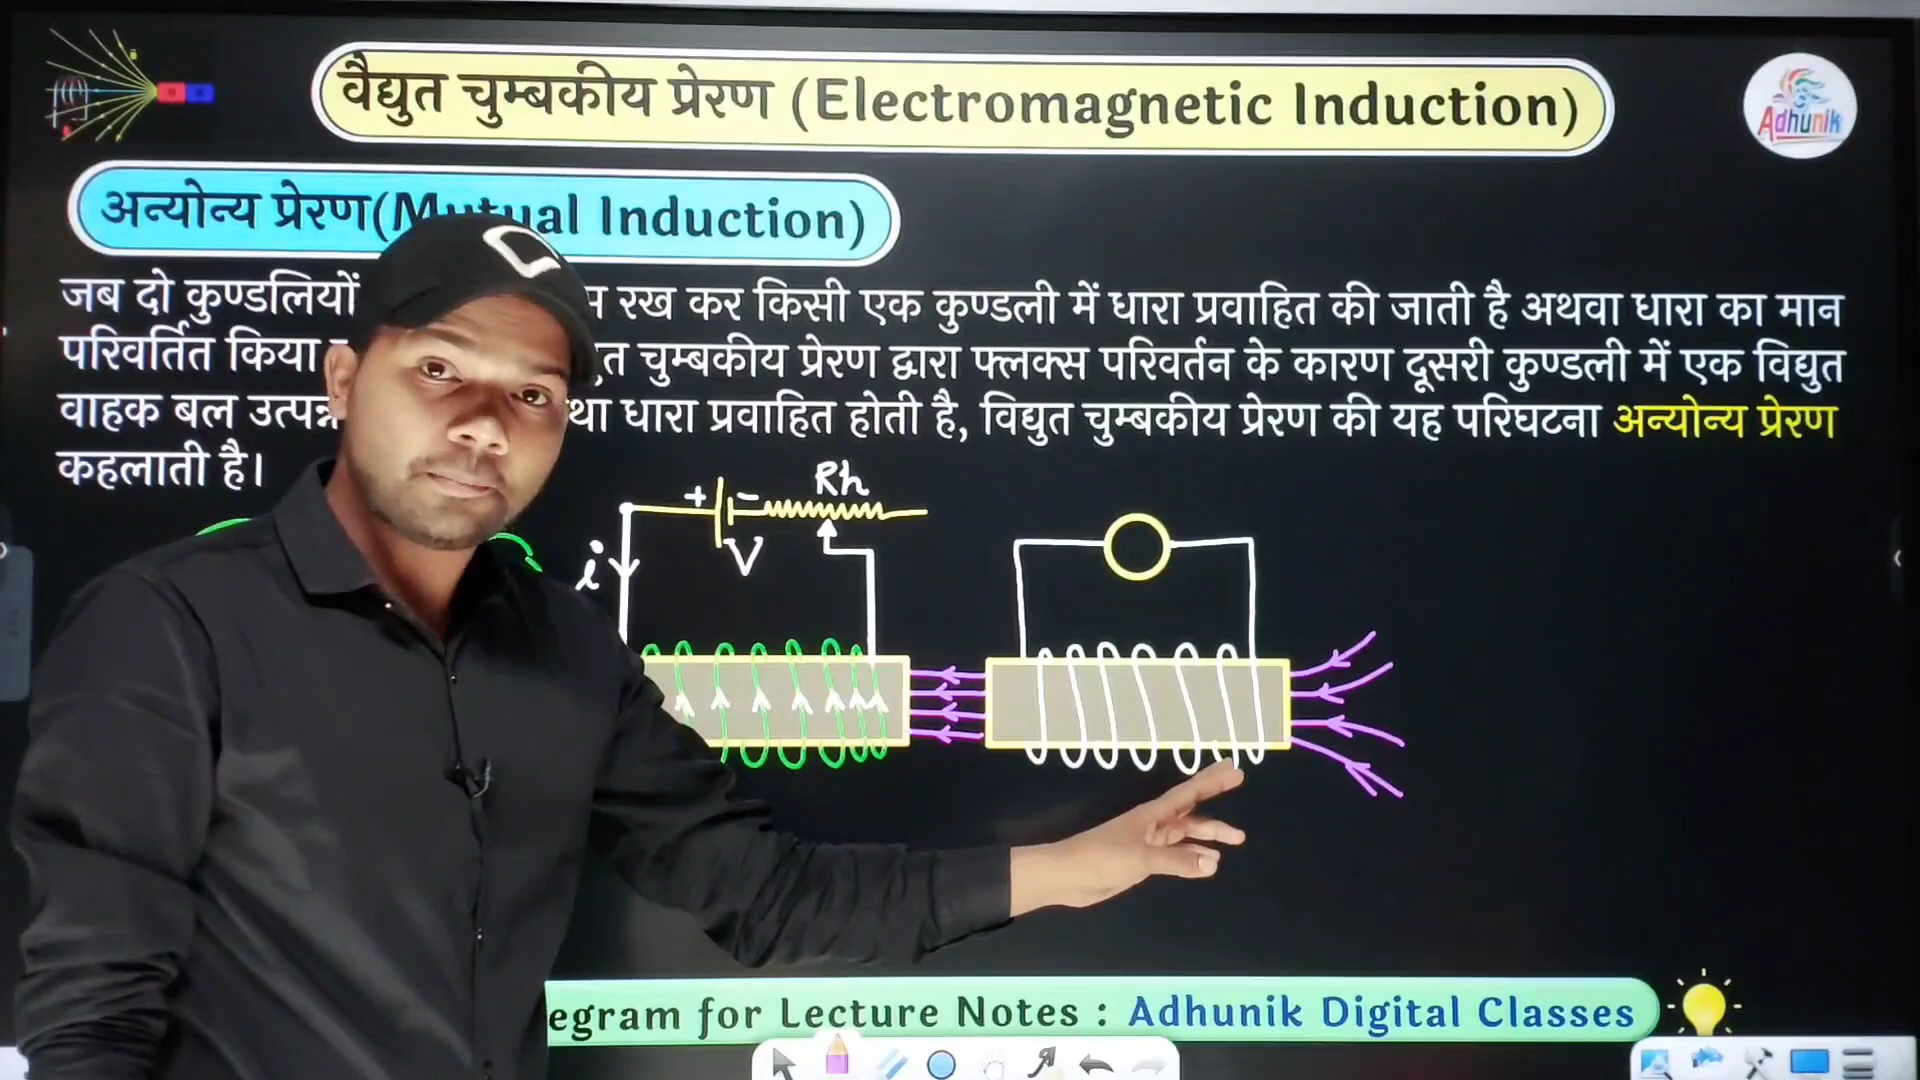 वैद्युत चुम्बकीय प्रेरण (Electromagnetic Induction)
Adhunik
अन्योन्य प्रेरण(Mutual Induction)
जब दो कुण्डलियों रख कर किसी एक कुण्डली में धारा प्रवाहित की जाती है अथवा धारा का मान
परिवर्तित किया चुम्बकीय प्रेरण द्वारा फ्लक्स परिवर्तन के कारण दूसरी कुण्डली में एक विद्युत
वाहक बल उत्पन्न धारा प्रवाहित होती है, विद्युत चुम्बकीय प्रेरण की यह परिघटना अन्योन्य प्रेरण
कहलाती है।
Rh
+ -
V
i
for Lecture Notes : Adhunik Digital Classes